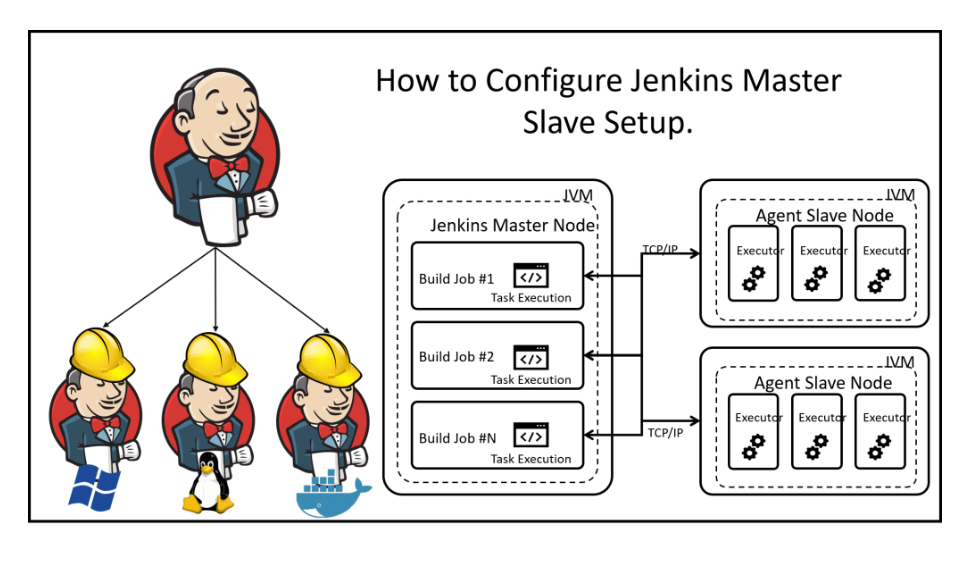 How to Configure Jenkins Master
Slave Setup.
JVM
Jenkins Master Node
Build Job #1
Task Execution
Build Job #2
Task Execution
Build Job #N
Task Execution
TCP/IP
TCP/IP
JVM
Agent Slave Node
Executor Executor Executor
JVM
Agent Slave Node
Executor Executor Executor